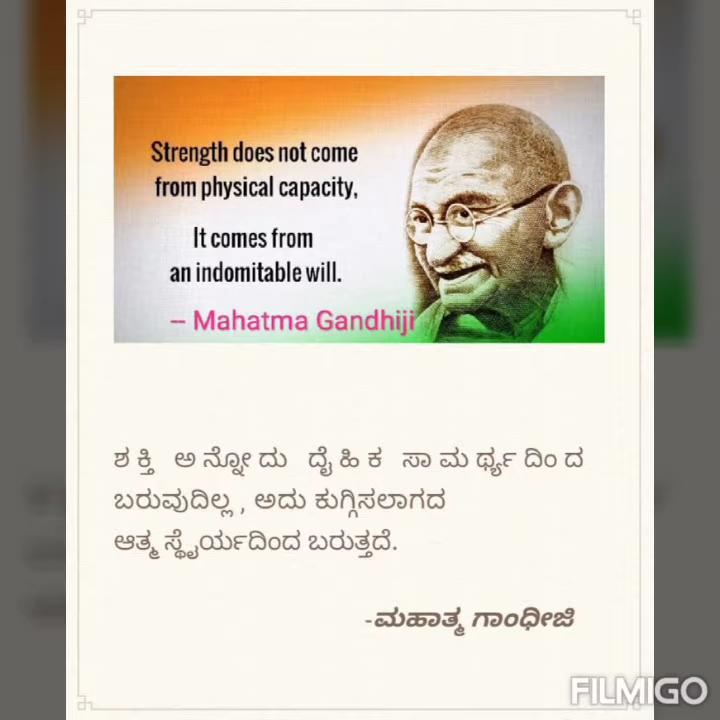 Strength does not come
from physical capacity,
It comes from
an indomitable will.
-- Mahatma Gandhiji
ಶಕ್ತಿ ಅನ್ನೋದು ದೈಹಿಕ ಸಾಮರ್ಥ್ಯದಿಂದ
ಬರುವುದಿಲ್ಲ, ಅದು ಕುಗ್ಗಿಸಲಾಗದ
ಆತ್ಮ ಸ್ಥೈರ್ಯದಿಂದ ಬರುತ್ತದೆ.
-ಮಹಾತ್ಮ ಗಾಂಧೀಜಿ
FILMIGO